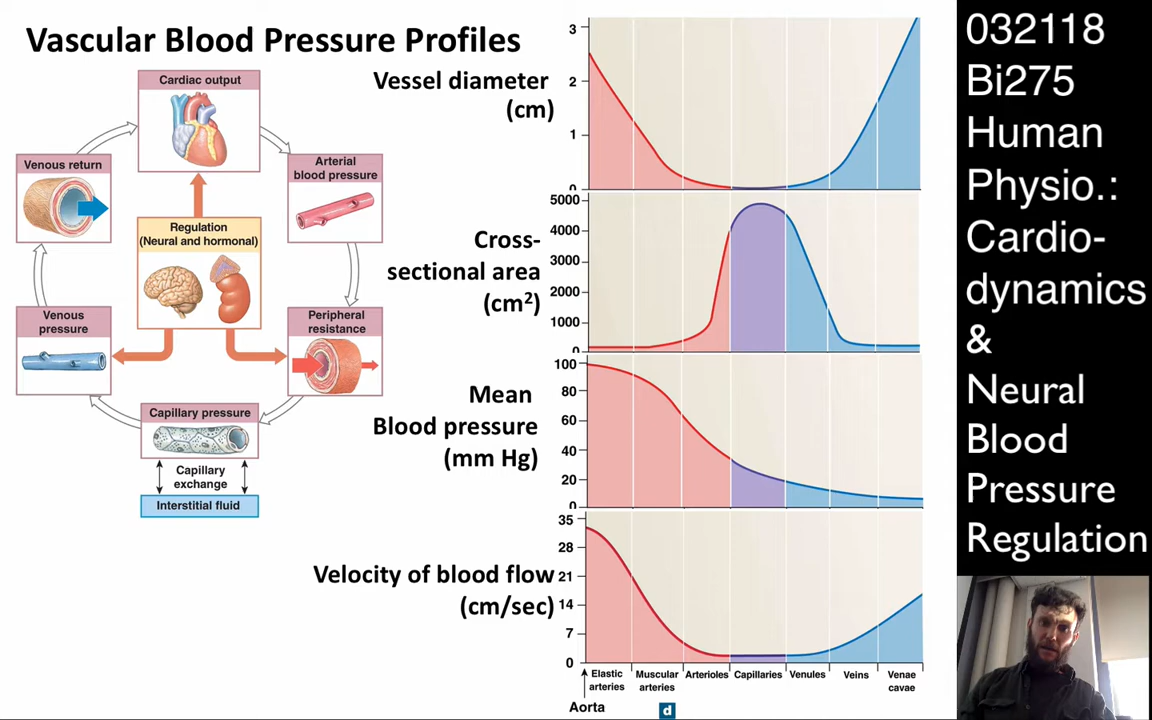 Vascular Blood Pressure Profiles
Cardiac output
Venous return
Arterial
blood pressure
Regulation
(Neural and hormonal)
Venous
pressure
Peripheral
resistance
Capillary pressure
Capillary
exchange
Interstitial fluid
Vessel diameter
(cm)
3
2
1
0
Cross-
sectional area
(cm²)
5000
4000
3000
2000
1000
0
Mean
Blood pressure
(mm Hg)
100
80
60
40
20
0
Velocity of blood flow
(cm/sec)
35
28
21
14
7
0
Elastic
arteries
Muscular
arteries
Arterioles
Capillaries
Venules
Veins
Venae
cavae
Aorta
d
032118
Bi275
Human
Physio.:
Cardio-
dynamics
&
Neural
Blood
Pressure
Regulation